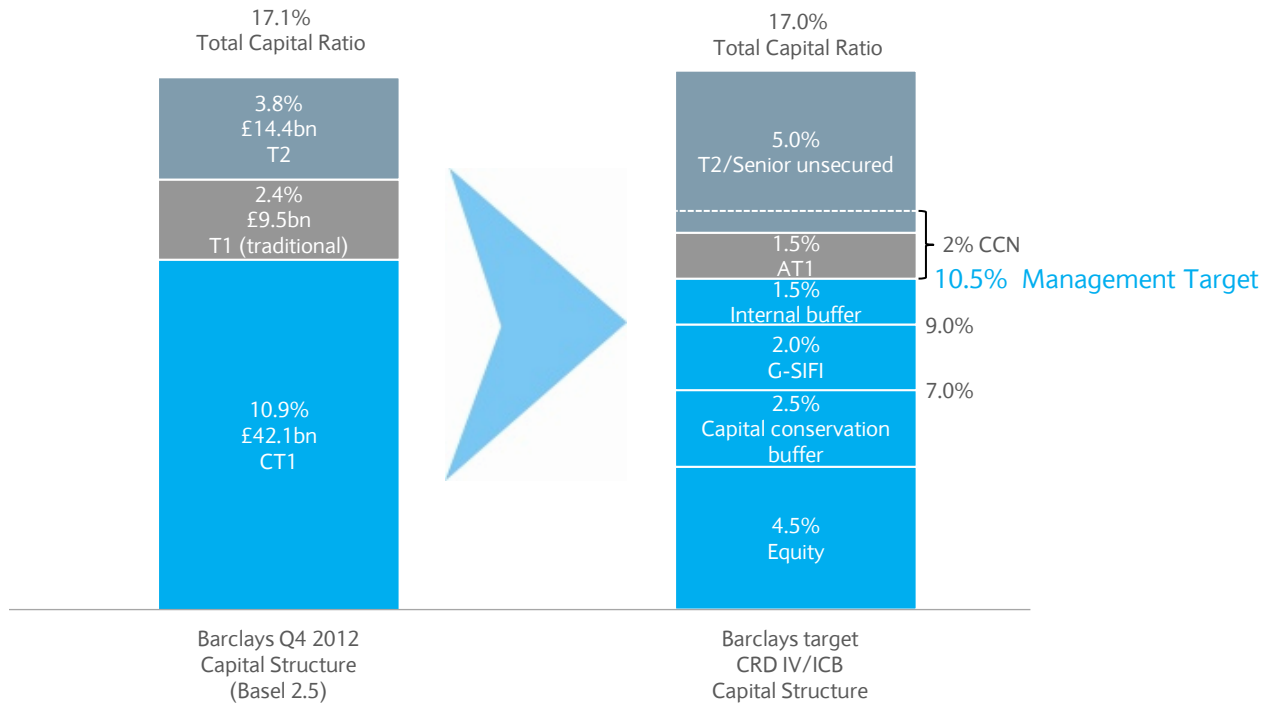 17.1%
Total Capital Ratio
3.8%
£14.4bn
T2
2.4%
£9.5bn
T1 (traditional)
10.9%
£42.1bn
CT1
Barclays Q4 2012
Capital Structure
(Basel 2.5)
17.0%
Total Capital Ratio
5.0%
T2/Senior unsecured
1.5%
AT1
2% CCN
10.5% Management Target
1.5%
Internal buffer
9.0%
2.0%
G-SIFI
7.0%
2.5%
Capital conservation
buffer
4.5%
Equity
Barclays target
CRD IV/ICB
Capital Structure